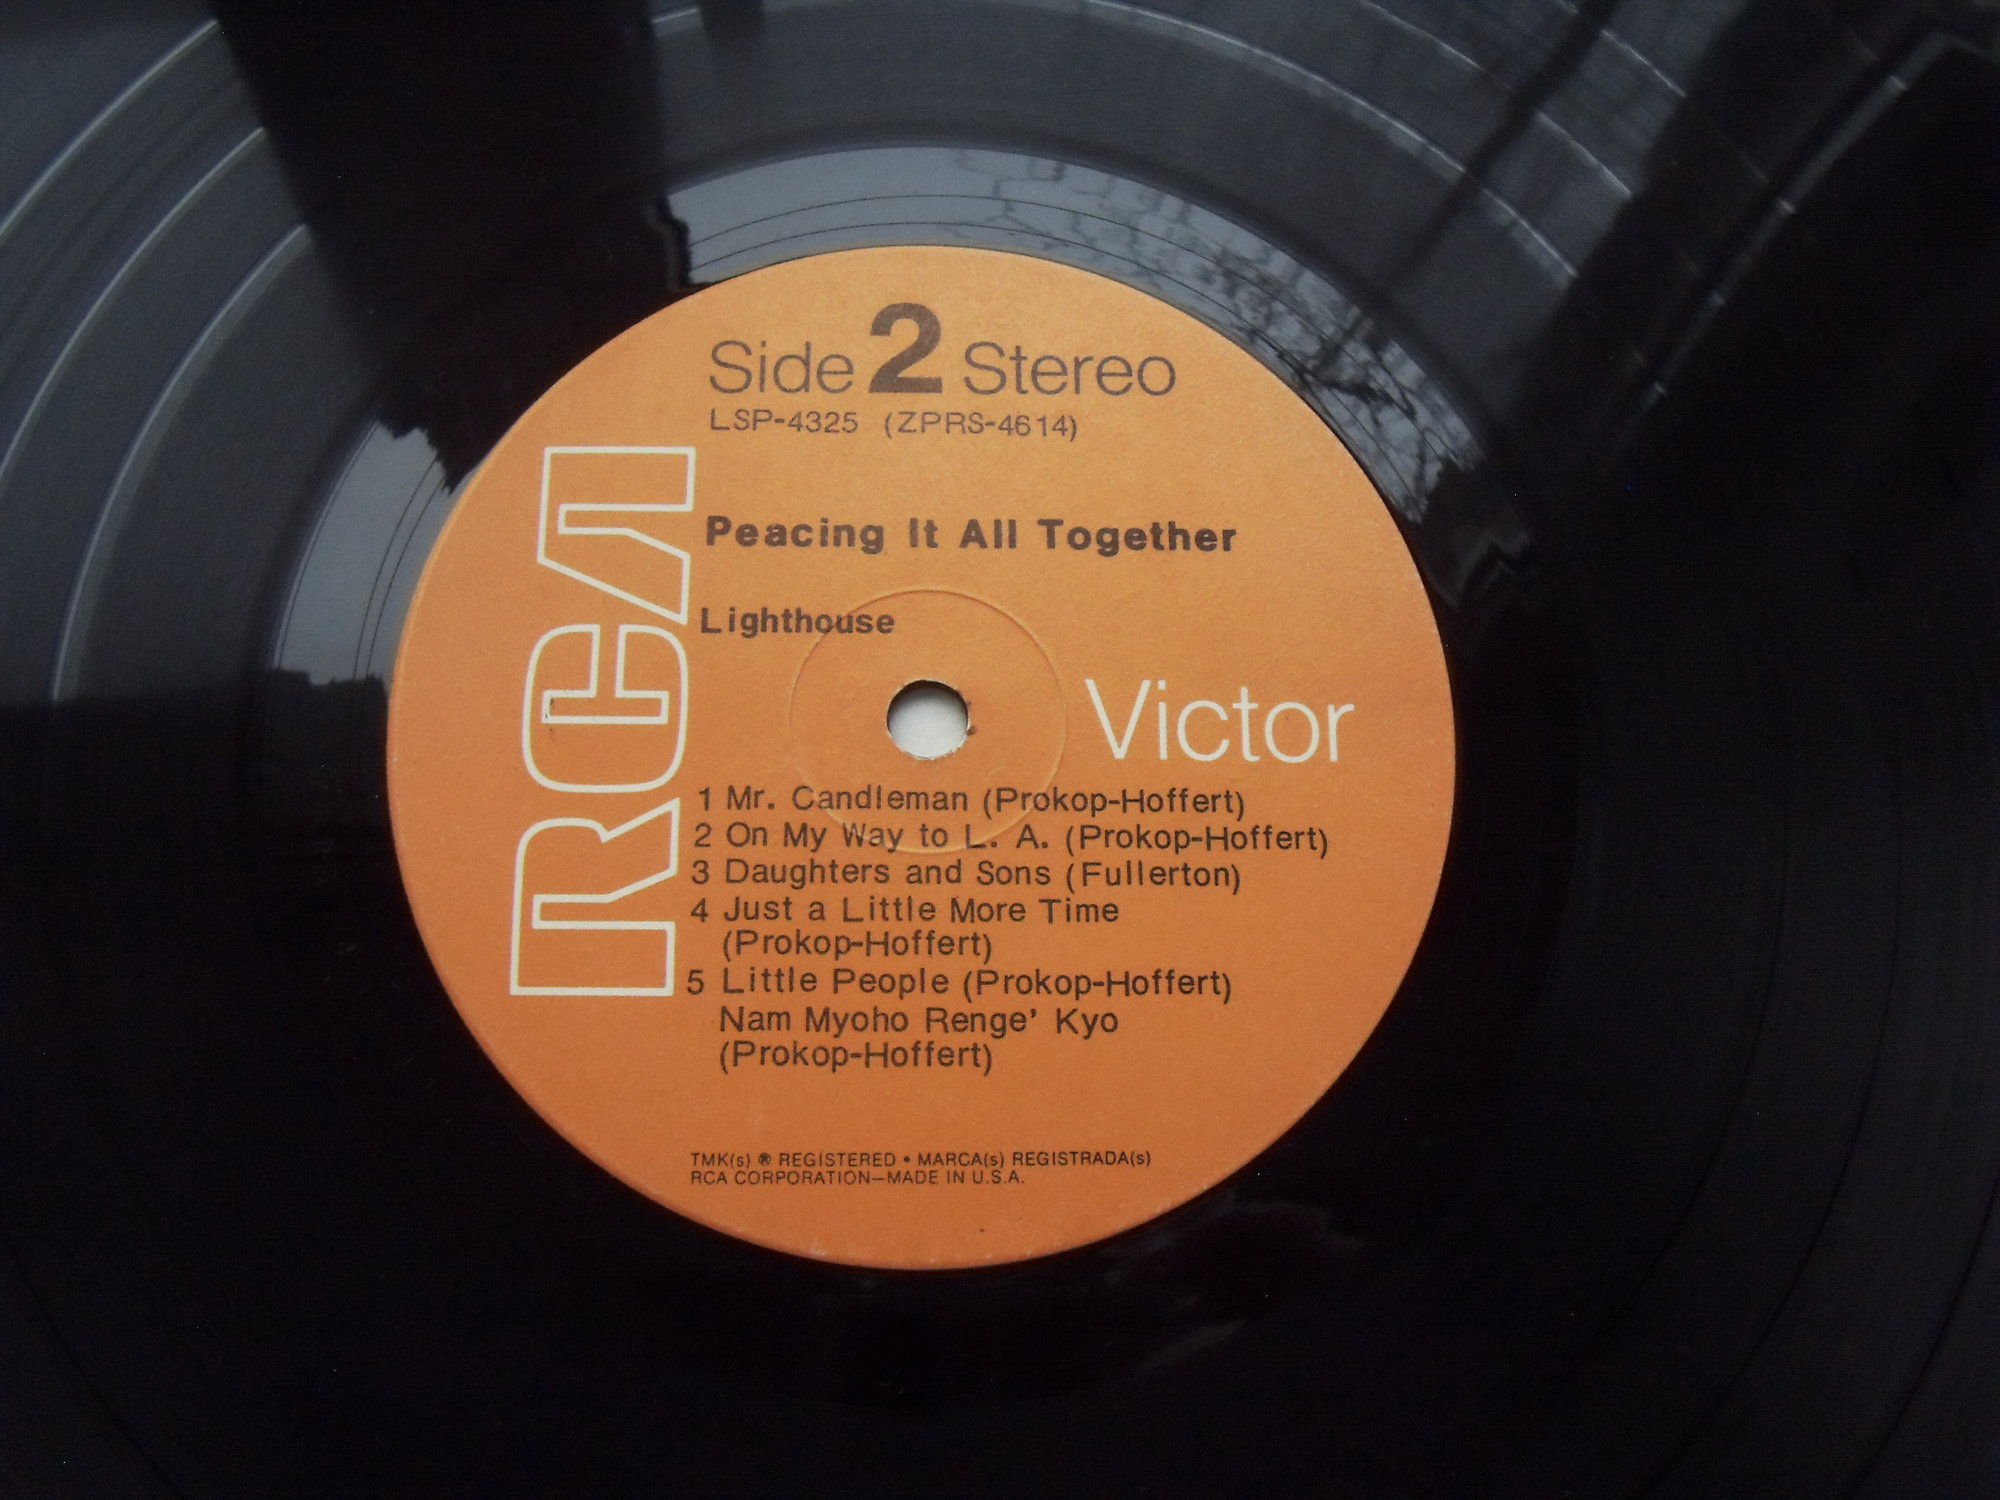 Side 2 Stereo
LSP-4325 (ZPRS-4614)
Peacing It All Together
Lighthouse
RCA
Victor
1 Mr. Candleman (Prokop-Hoffert)
2 On My Way to L. A. (Prokop-Hoffert)
3 Daughters and Sons (Fullerton)
4 Just a Little More Time
(Prokop-Hoffert)
5 Little People (Prokop-Hoffert)
Nam Myoho Renge' Kyo
(Prokop-Hoffert)
TMK(s) ® REGISTERED • MARCA(s) REGISTRADA(s)
RCA CORPORATION—MADE IN U.S.A.